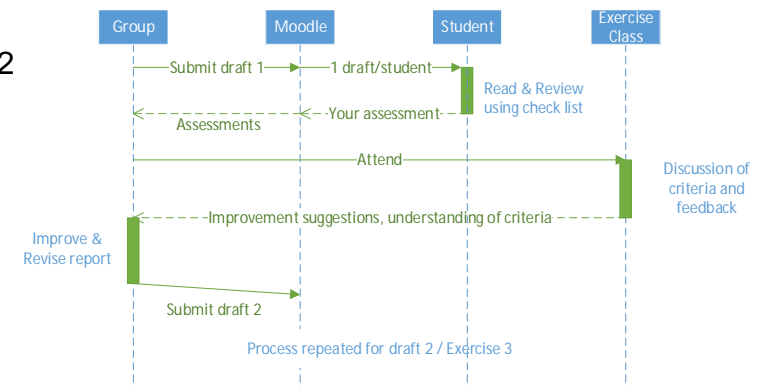 Group
Moodle
Student
Exercise
Class
2
Submit draft 1
1 draft/student
Read & Review
using check list
Your assessment
Assessments
Attend
Discussion of
criteria and
feedback
Improvement suggestions, understanding of criteria
Improve &
Revise report
Submit draft 2
Process repeated for draft 2 / Exercise 3